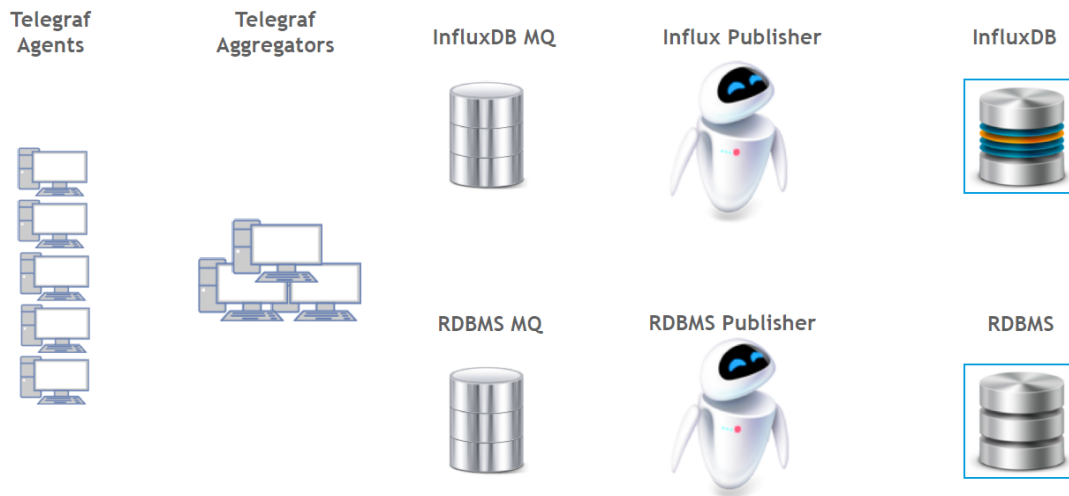 Telegraf
Agents
Telegraf
Aggregators
InfluxDB MQ
Influx Publisher
InfluxDB
RDBMS MQ
RDBMS Publisher
RDBMS